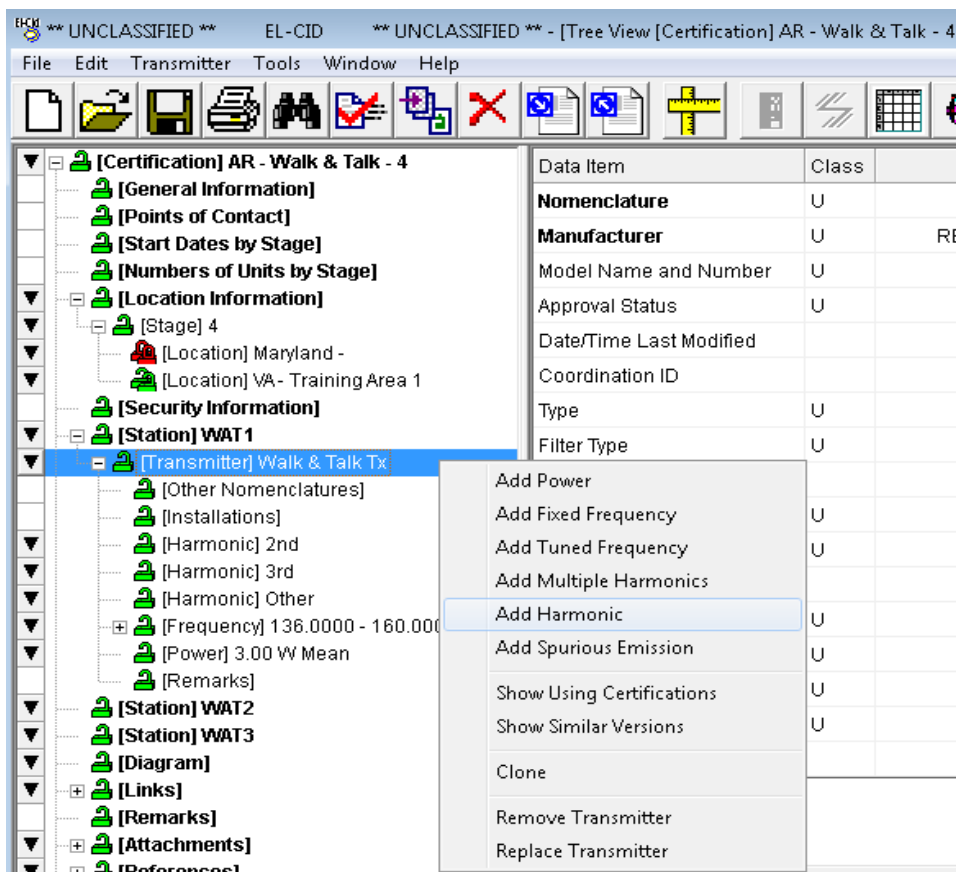 EL-CID ** UNCLASSIFIED ** EL-CID ** UNCLASSIFIED ** - [Tree View [Certification] AR - Walk & Talk - 4
File Edit Transmitter Tools Window Help
[Certification] AR - Walk & Talk - 4
[General Information]
[Points of Contact]
[Start Dates by Stage]
[Numbers of Units by Stage]
[Location Information]
[Stage] 4
[Location] Maryland -
[Location] VA - Training Area 1
[Security Information]
[Station] WAT1
[Transmitter] Walk & Talk Tx
[Other Nomenclatures]
[Installations]
[Harmonic] 2nd
[Harmonic] 3rd
[Harmonic] Other
[Frequency] 136.0000 - 160.000
[Power] 3.00 W Mean
[Remarks]
[Station] WAT2
[Station] WAT3
[Diagram]
[Links]
[Remarks]
[Attachments]
[References]
Data Item Class
Nomenclature U
Manufacturer U RE
Model Name and Number U
Approval Status U
Date/Time Last Modified
Coordination ID
Type U
Filter Type U
U
U
U
U
U
U
Add Power
Add Fixed Frequency
Add Tuned Frequency
Add Multiple Harmonics
Add Harmonic
Add Spurious Emission
Show Using Certifications
Show Similar Versions
Clone
Remove Transmitter
Replace Transmitter